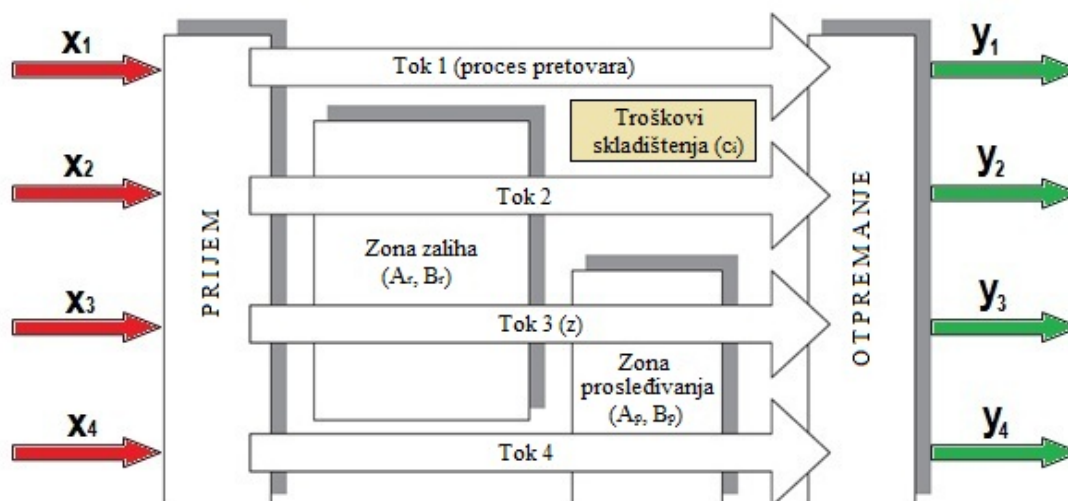 x1
Tok 1 (proces pretovara)
y1
Troškovi
skladištenja (ci)
x2
Tok 2
y2
PRIJEM
Zona zaliha
(Ar, Br)
OTPREMANJE
x3
Tok 3 (z)
y3
Zona
prosleđivanja
(Ap, Bp)
x4
Tok 4
y4